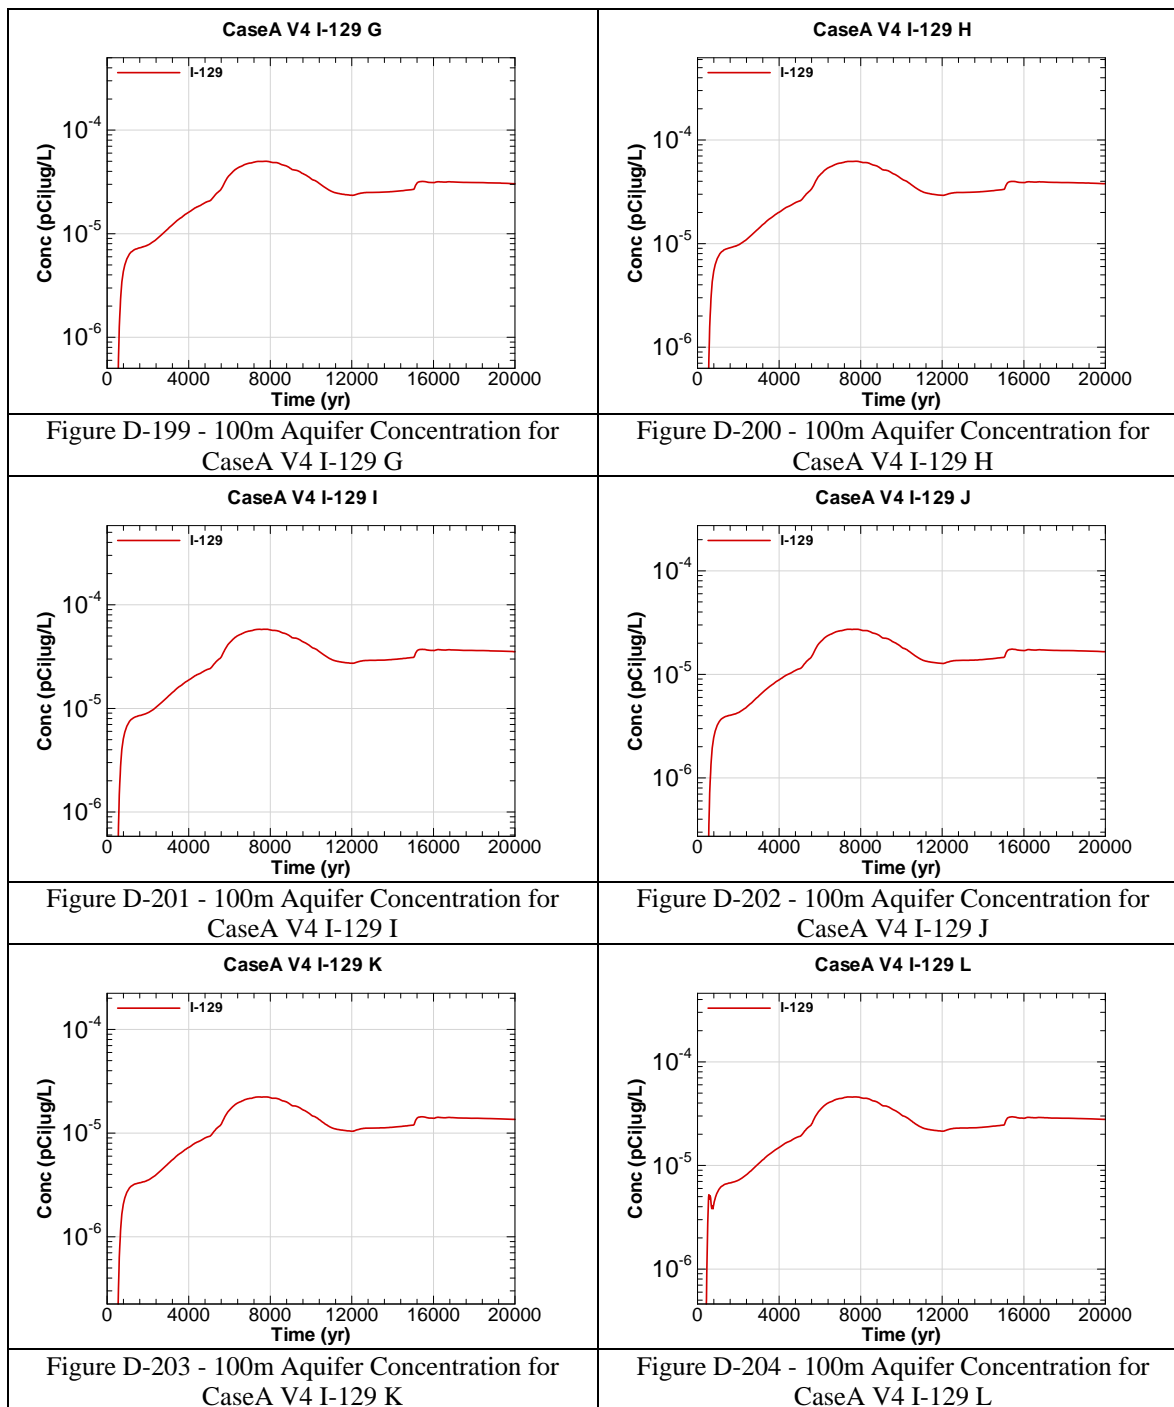 CaseA V4 I-129 G
I-129
Conc (pCi|ug/L)
10-4
10-5
10-6
0 4000 8000 12000 16000 20000
Time (yr)
Figure D-199 - 100m Aquifer Concentration for
CaseA V4 I-129 G
CaseA V4 I-129 H
I-129
Conc (pCi|ug/L)
10-4
10-5
10-6
0 4000 8000 12000 16000 20000
Time (yr)
Figure D-200 - 100m Aquifer Concentration for
CaseA V4 I-129 H
CaseA V4 I-129 I
I-129
Conc (pCi|ug/L)
10-4
10-5
10-6
0 4000 8000 12000 16000 20000
Time (yr)
Figure D-201 - 100m Aquifer Concentration for
CaseA V4 I-129 I
CaseA V4 I-129 J
I-129
Conc (pCi|ug/L)
10-4
10-5
10-6
0 4000 8000 12000 16000 20000
Time (yr)
Figure D-202 - 100m Aquifer Concentration for
CaseA V4 I-129 J
CaseA V4 I-129 K
I-129
Conc (pCi|ug/L)
10-4
10-5
10-6
0 4000 8000 12000 16000 20000
Time (yr)
Figure D-203 - 100m Aquifer Concentration for
CaseA V4 I-129 K
CaseA V4 I-129 L
I-129
Conc (pCi|ug/L)
10-4
10-5
10-6
0 4000 8000 12000 16000 20000
Time (yr)
Figure D-204 - 100m Aquifer Concentration for
CaseA V4 I-129 L